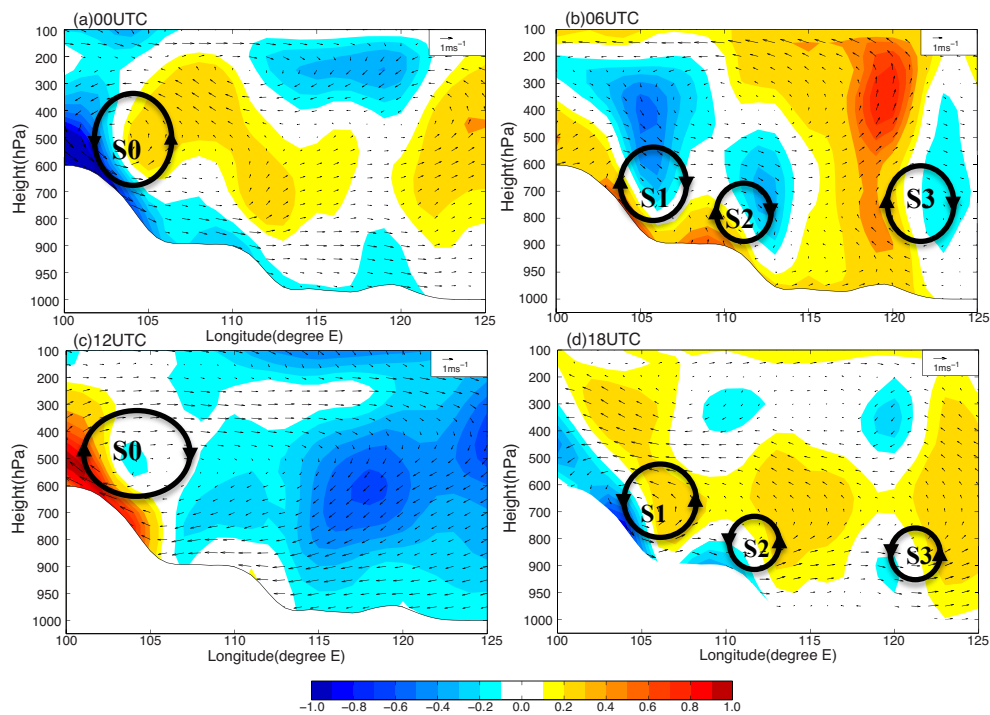 (a)00UTC
(b)06UTC
100
200
300
400
500
600
700
800
900
950
1000
Height(hPa)
1ms⁻¹
S0
100
105
110
115
120
125
Longitude(degree E)
100
200
300
400
500
600
700
800
900
950
1000
Height(hPa)
1ms⁻¹
S1
S2
S3
100
105
110
115
120
125
(c)12UTC
(d)18UTC
100
200
300
400
500
600
700
800
900
950
1000
Height(hPa)
1ms⁻¹
S0
100
105
110
115
120
125
Longitude(degree E)
100
200
300
400
500
600
700
800
900
950
1000
Height(hPa)
1ms⁻¹
S1
S2
S3
100
105
110
115
120
125
Longitude(degree E)
−1.0 −0.8 −0.6 −0.4 −0.2 0.0 0.2 0.4 0.6 0.8 1.0